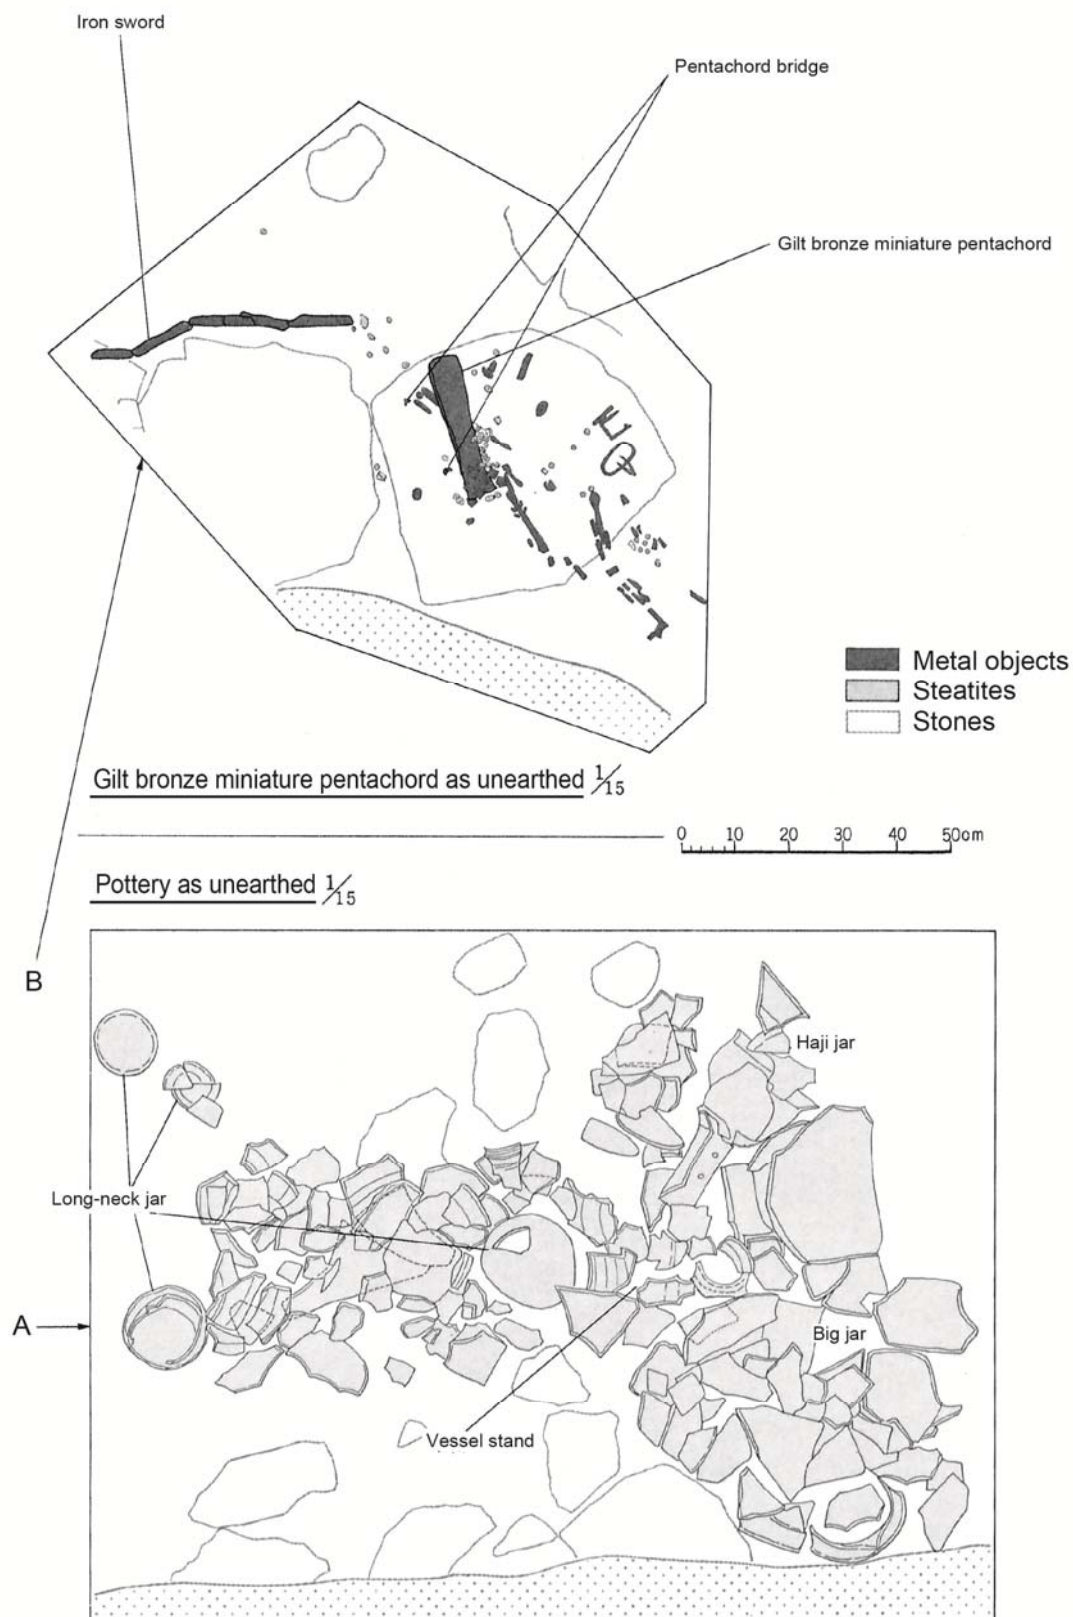 Iron sword
Pentachord bridge
Gilt bronze miniature pentachord
Metal objects
Steatites
Stones
Gilt bronze miniature pentachord as unearthed 1/15
0 10 20 30 40 50cm
Pottery as unearthed 1/15
B
Haji jar
Long-neck jar
A
Big jar
Vessel stand